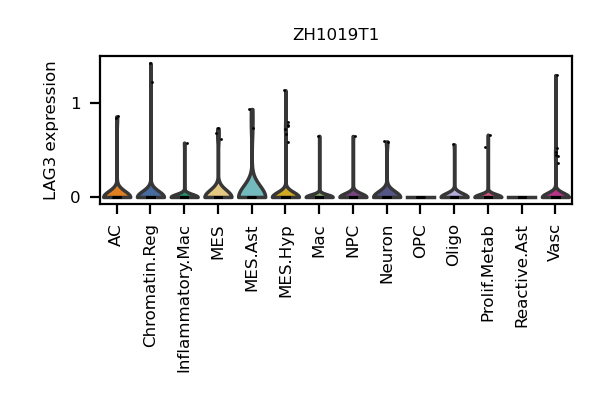 ZH1019T1
LAG3 expression
1
0
AC
Chromatin.Reg
Inflammatory.Mac
MES
MES.Ast
MES.Hyp
Mac
NPC
Neuron
OPC
Oligo
Prolif.Metab
Reactive.Ast
Vasc